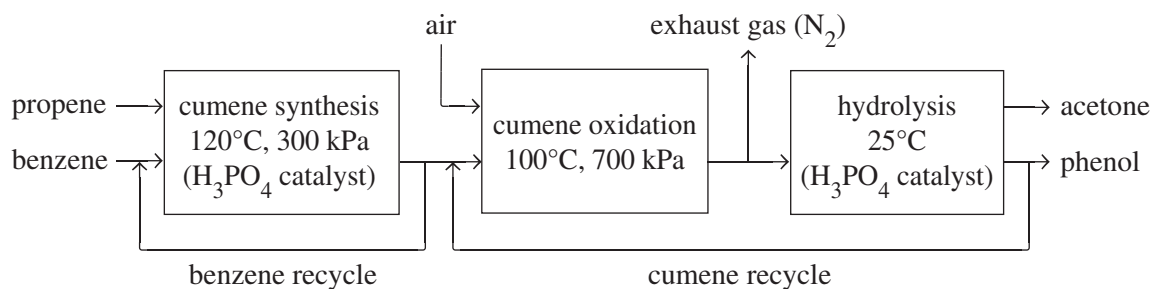 air
exhaust gas (N₂)
propene
benzene
cumene synthesis
120°C, 300 kPa
(H₃PO₄ catalyst)
cumene oxidation
100°C, 700 kPa
hydrolysis
25°C
(H₃PO₄ catalyst)
acetone
phenol
benzene recycle
cumene recycle